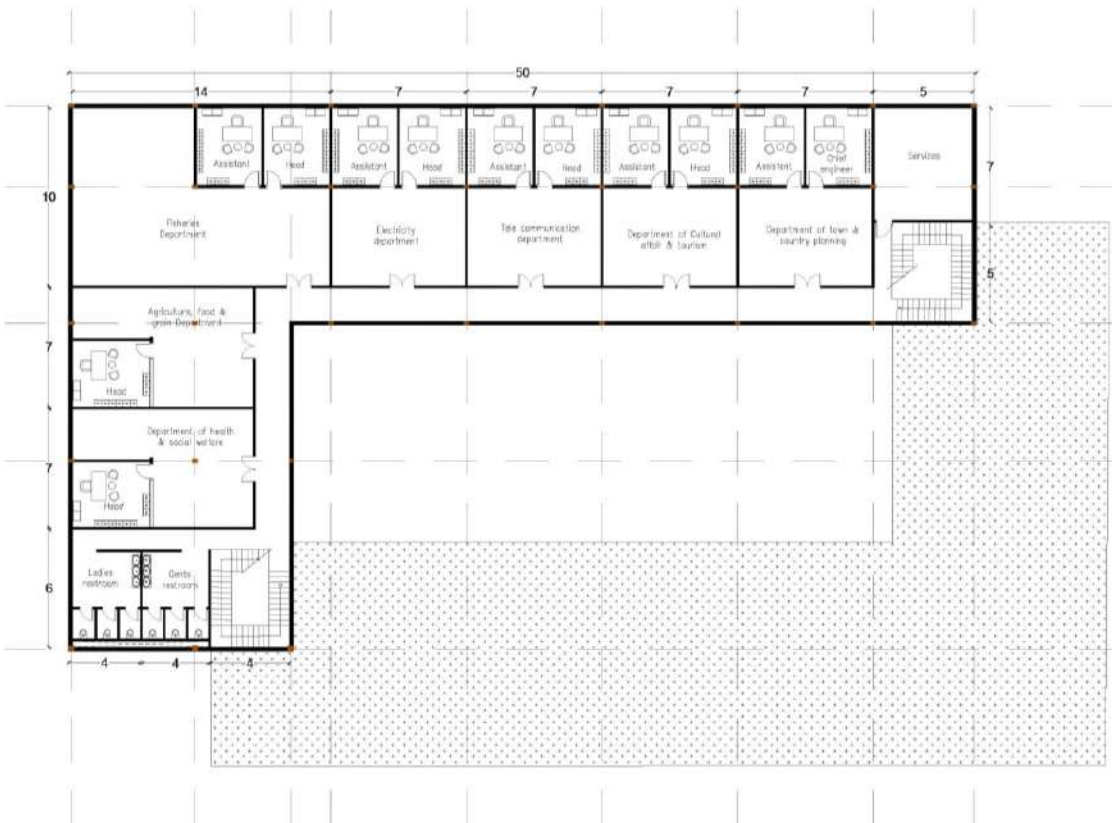 50
14 7 7 7 7 5
Assistant Head Assistant Head Assistant Head Assistant Head Assistant Chief
engineer
Services
7
10
Fisheries
Department
Electricity
department
Tele communication
department
Department of Cultural
affair & tourism
Department of town &
country planning
5
Agriculture, food &
grain Department
7
Head
Department of health
& social welfare
7
Head
Ladies
restroom
Gents
restroom
6
4 4 4